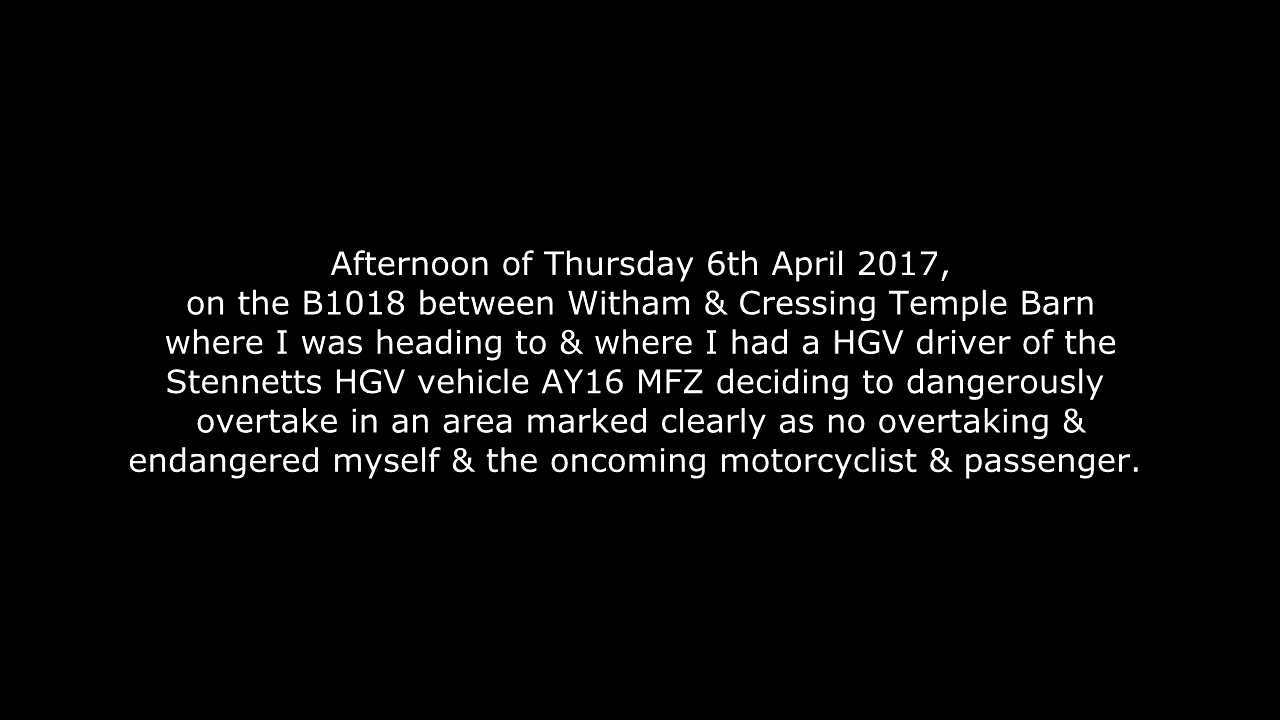 Afternoon of Thursday 6th April 2017,
on the B1018 between Witham & Cressing Temple Barn
where I was heading to & where I had a HGV driver of the
Stennetts HGV vehicle AY16 MFZ deciding to dangerously
overtake in an area marked clearly as no overtaking &
endangered myself & the oncoming motorcyclist & passenger.